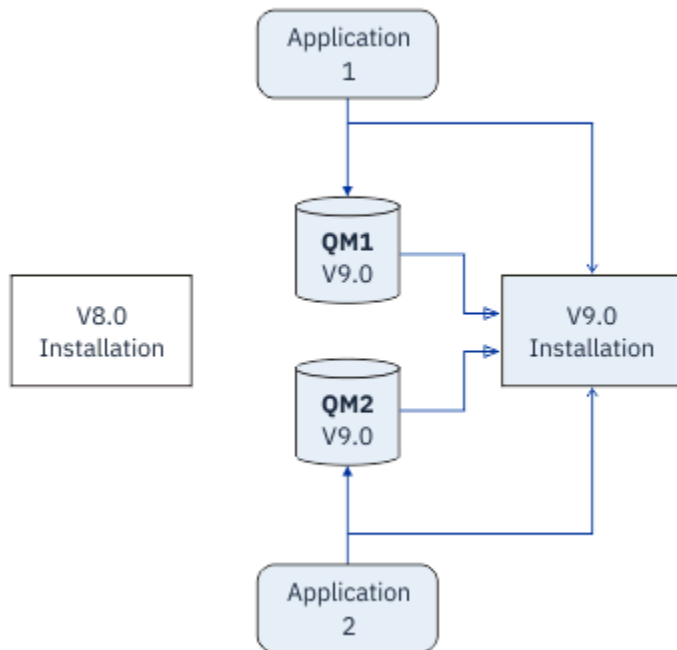 Application
1
QM1
V9.0
V8.0
Installation
V9.0
Installation
QM2
V9.0
Application
2